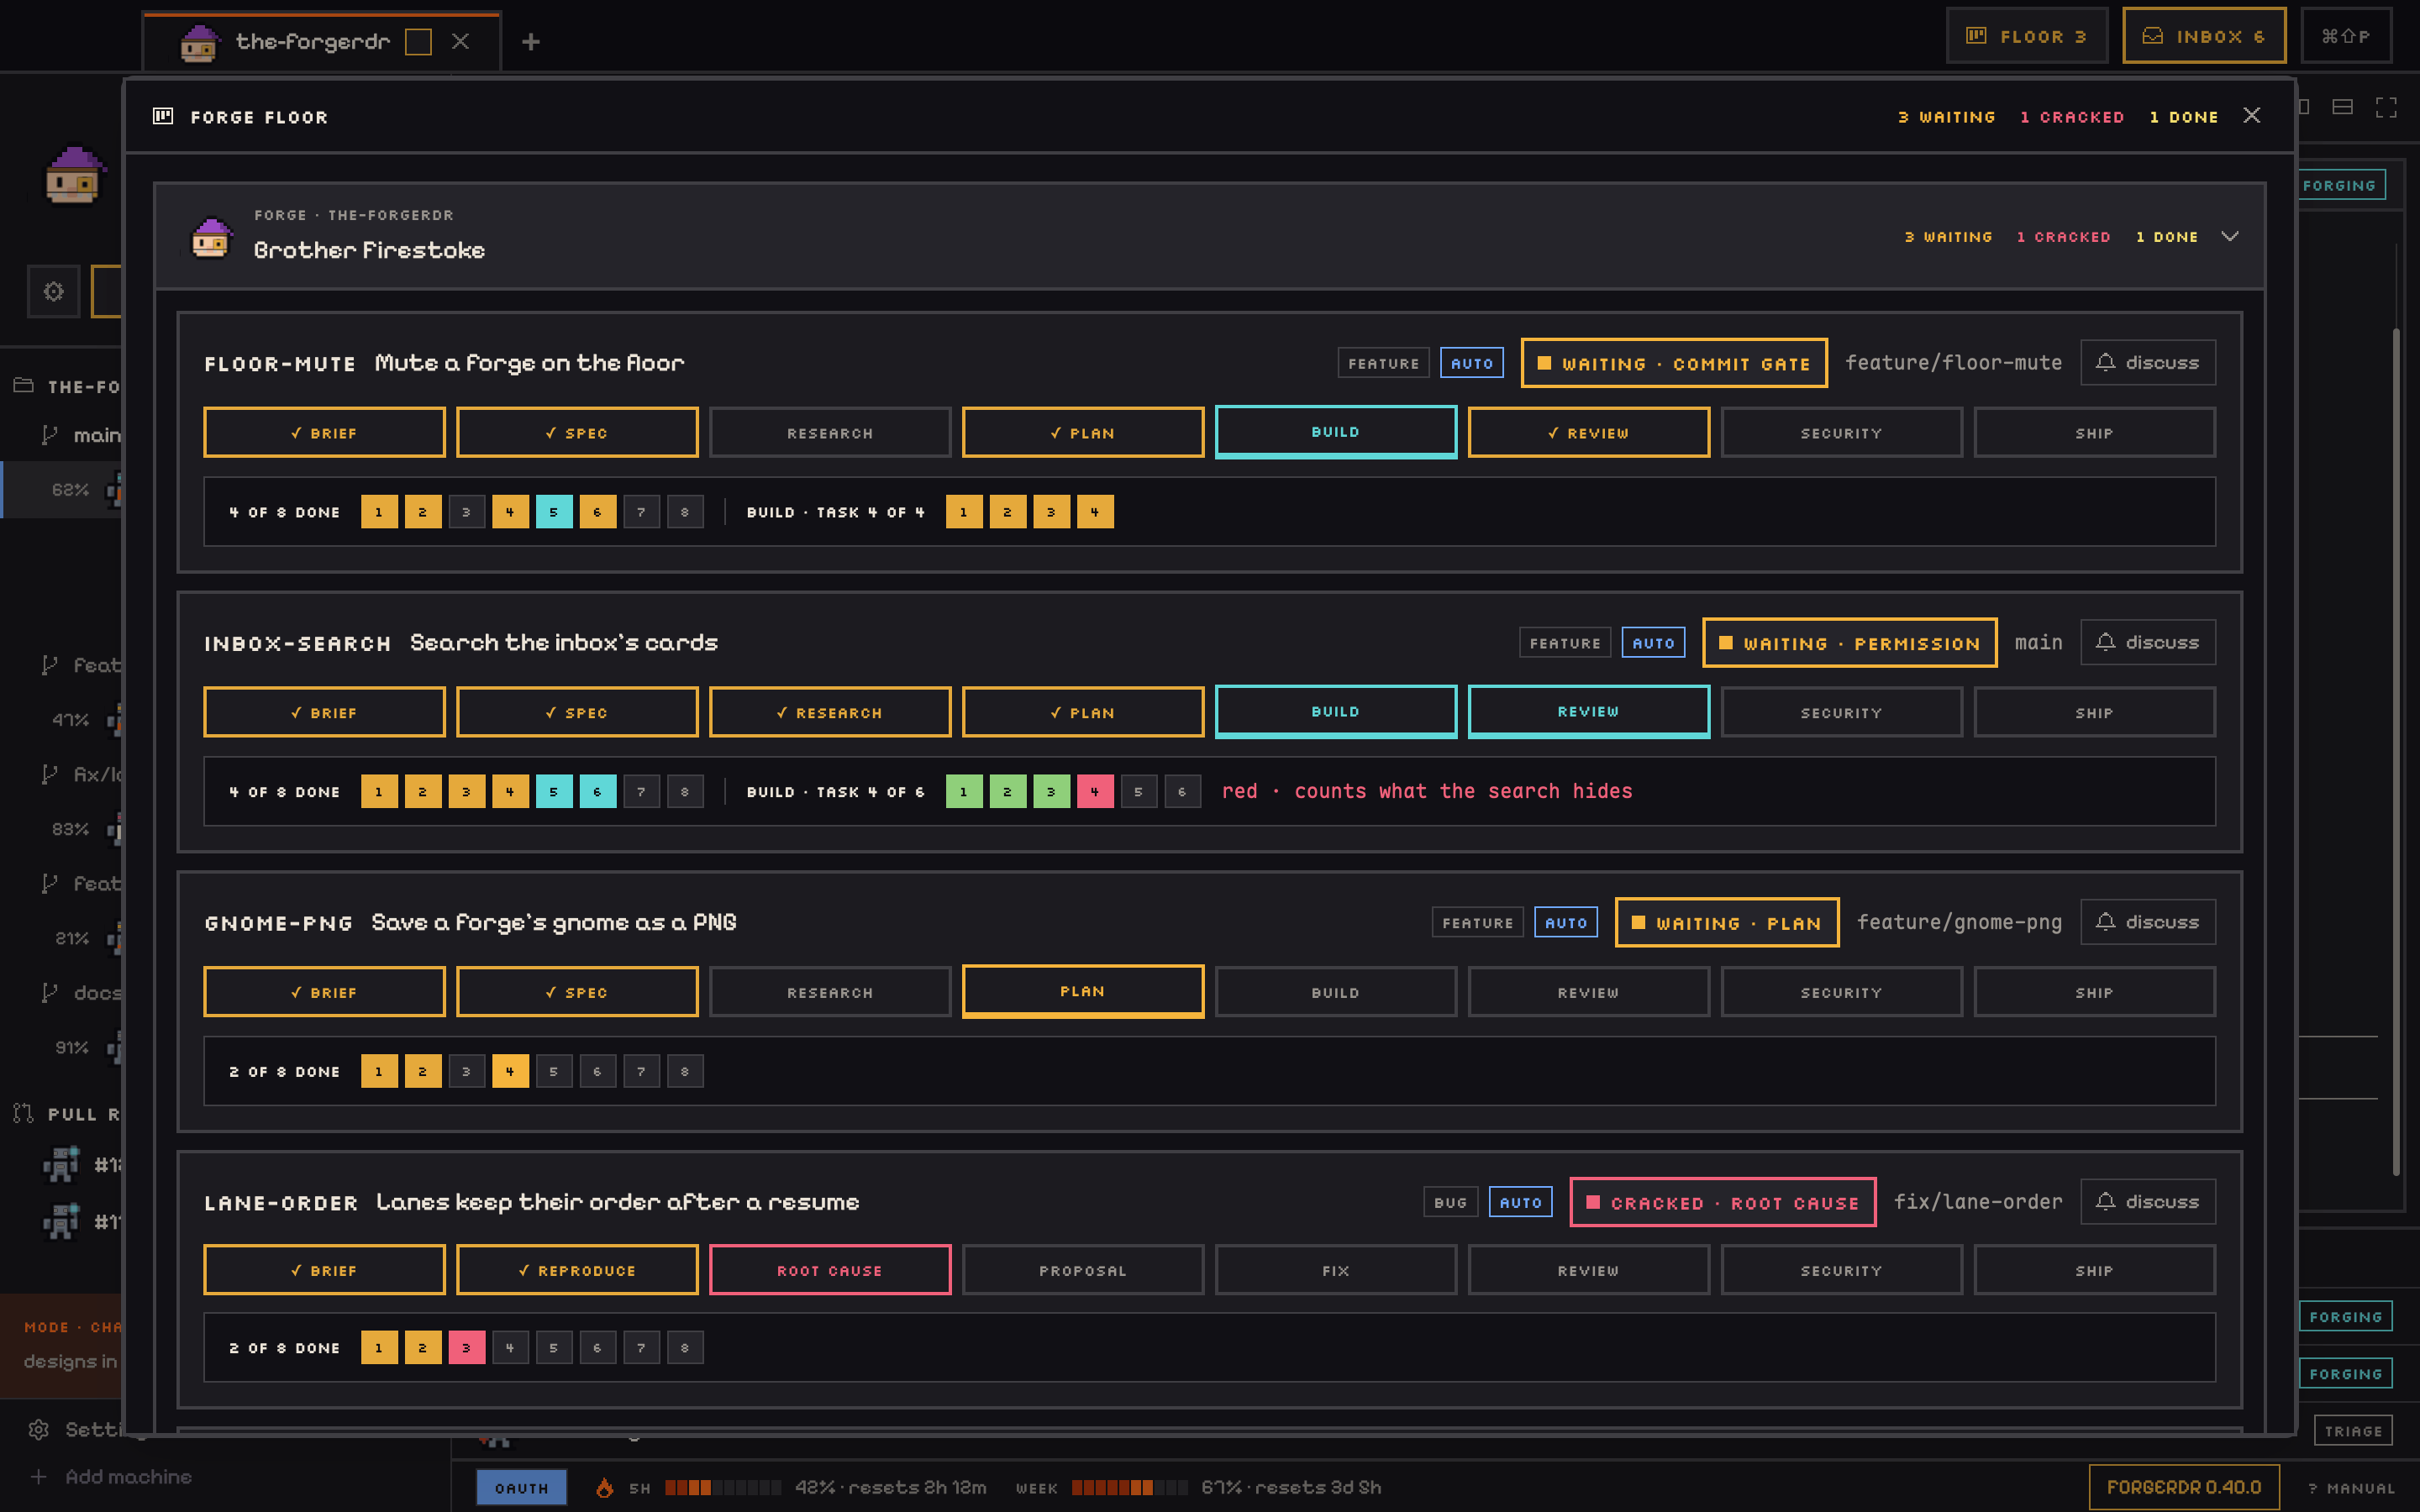 the-forgerdr
FLOOR 3
INBOX 6
⌘⇧P
FORGE FLOOR
3 WAITING 1 CRACKED 1 DONE
FORGE · THE-FORGERDR
Brother Firestoke
3 WAITING 1 CRACKED 1 DONE
FORGING
FLOOR-MUTE Mute a forge on the floor
FEATURE AUTO WAITING · COMMIT GATE feature/floor-mute discuss
✓ BRIEF ✓ SPEC RESEARCH ✓ PLAN BUILD ✓ REVIEW SECURITY SHIP
4 OF 8 DONE 1 2 3 4 5 6 7 8 BUILD · TASK 4 OF 4 1 2 3 4
INBOX-SEARCH Search the inbox's cards
FEATURE AUTO WAITING · PERMISSION main discuss
✓ BRIEF ✓ SPEC ✓ RESEARCH ✓ PLAN BUILD REVIEW SECURITY SHIP
4 OF 8 DONE 1 2 3 4 5 6 7 8 BUILD · TASK 4 OF 6 1 2 3 4 5 6 red · counts what the search hides
GNOME-PNG Save a forge's gnome as a PNG
FEATURE AUTO WAITING · PLAN feature/gnome-png discuss
✓ BRIEF ✓ SPEC RESEARCH PLAN BUILD REVIEW SECURITY SHIP
2 OF 8 DONE 1 2 3 4 5 6 7 8
LANE-ORDER Lanes keep their order after a resume
BUG AUTO CRACKED · ROOT CAUSE fix/lane-order discuss
✓ BRIEF ✓ REPRODUCE ROOT CAUSE PROPOSAL FIX REVIEW SECURITY SHIP
2 OF 8 DONE 1 2 3 4 5 6 7 8
THE-FO
main
62%
feat
47%
fix/lo
83%
feat
21%
docs
91%
PULL R
#1
#1
MODE · CHA
designs in
Setti
Add machine
FORGING
FORGING
TRIAGE
OAUTH 5H 42% · resets 2h 12m WEEK 67% · resets 3d 8h
FORGERDR 0.40.0 ? MANUAL